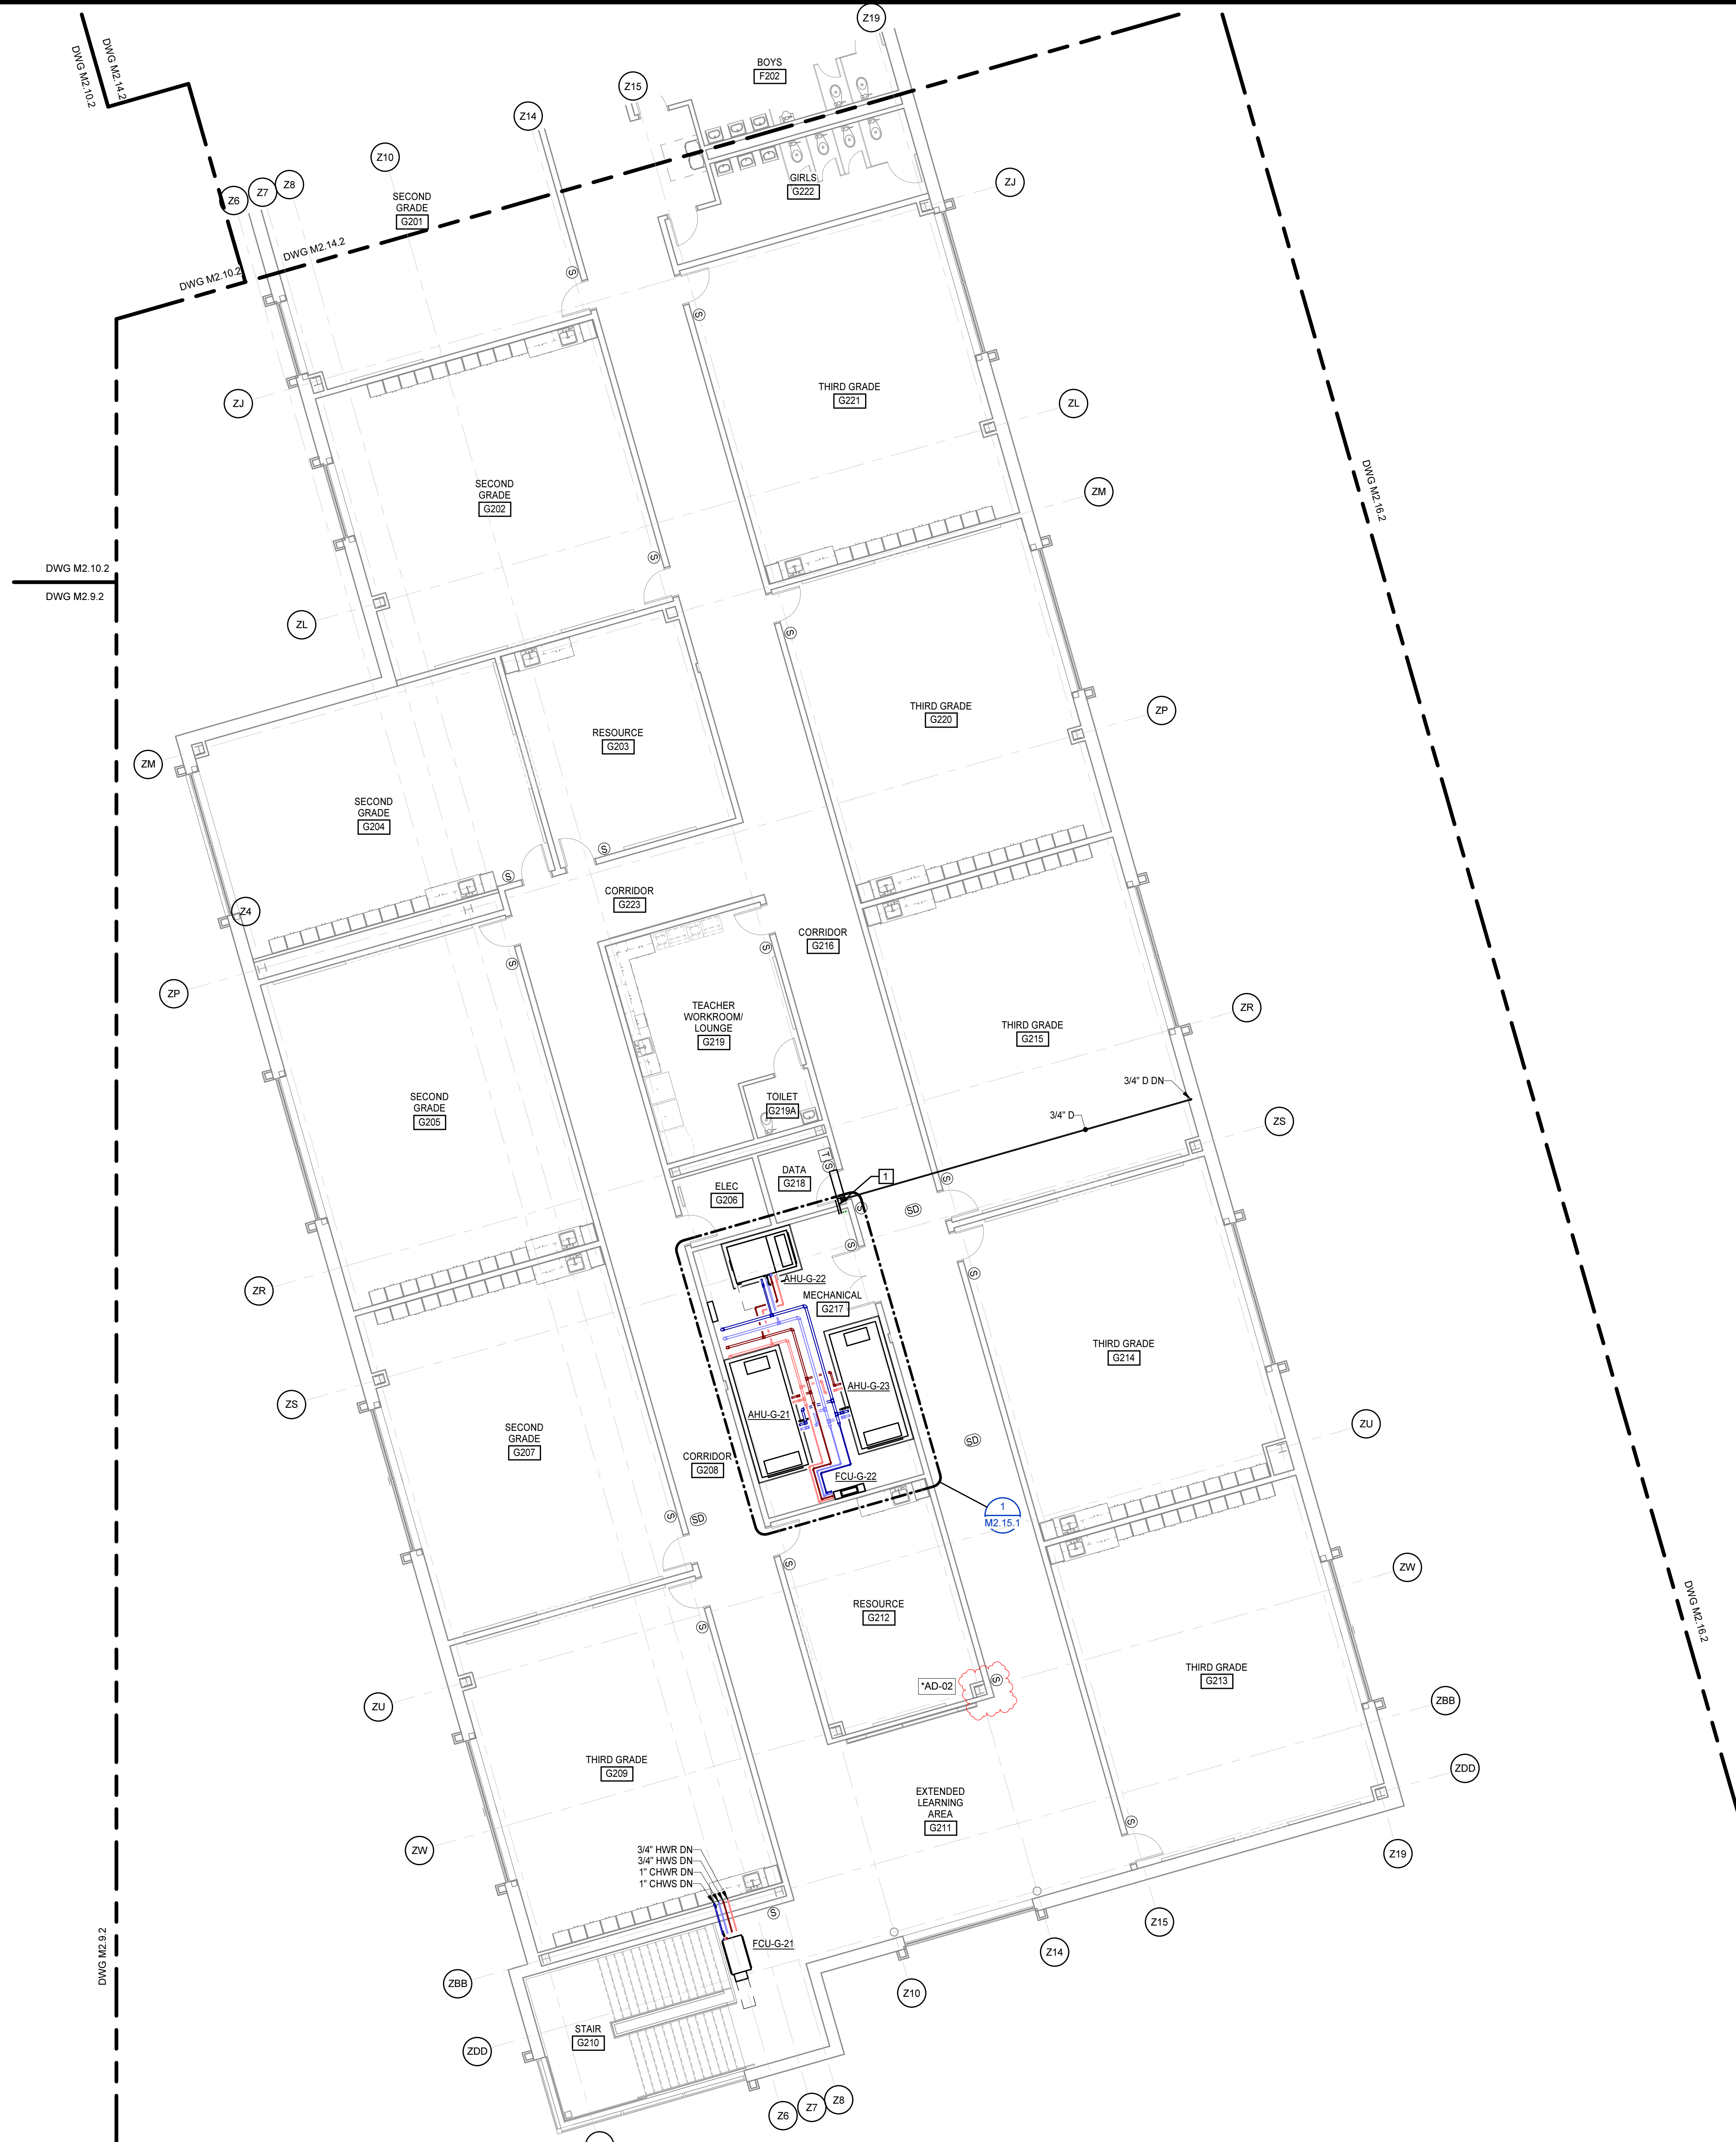 Z19
BOYS
F202
DWG M2.14.2
DWG M2.10.2
Z15
Z14
Z10
GIRLS
G222
ZJ
Z8
Z7
Z6
SECOND
GRADE
G201
DWG M2.14.2
DWG M2.10.2
S
S
THIRD GRADE
G221
ZJ
ZL
SECOND
GRADE
G202
ZM
DWG M2.16.2
S
DWG M2.10.2
DWG M2.9.2
ZL
S
THIRD GRADE
G220
ZP
RESOURCE
G203
ZM
SECOND
GRADE
G204
S
S
CORRIDOR
G223
Z4
CORRIDOR
G216
S
S
ZP
TEACHER
WORKROOM/
LOUNGE
G219
ZR
THIRD GRADE
G215
3/4" D DN
3/4" D
SECOND
GRADE
G205
TOILET
G219A
ZS
T
S
DATA
G218
1
ELEC
G206
S
S
SD
S
S
AHU-G-22
MECHANICAL
G217
ZR
THIRD GRADE
G214
AHU-G-23
ZS
AHU-G-21
ZU
SECOND
GRADE
G207
SD
CORRIDOR
G208
FCU-G-22
1
M2.15.1
S
SD
S
ZW
RESOURCE
G212
DWG M2.16.2
S
THIRD GRADE
G213
*AD-02
S
ZU
ZBB
THIRD GRADE
G209
ZDD
EXTENDED
LEARNING
AREA
G211
S
ZW
3/4" HWR DN
3/4" HWS DN
1" CHWR DN
1" CHWS DN
Z19
S
Z15
FCU-G-21
Z14
DWG M2.9.2
ZBB
Z10
STAIR
G210
ZDD
Z8
Z7
Z6